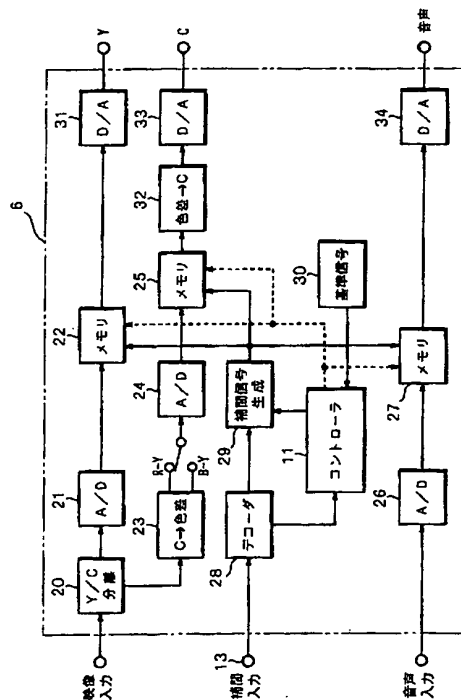 6
映像
入力
20
Y/C
分離
21
A/D
22
メモリ
31
D/A
Y
23
C→色差
R-Y
B-Y
24
A/D
25
メモリ
32
色差→C
33
D/A
C
補間
入力
13
28
デコーダ
29
補間信号
生成
11
コントローラ
30
基準信号
音声
入力
26
A/D
27
メモリ
34
D/A
音声